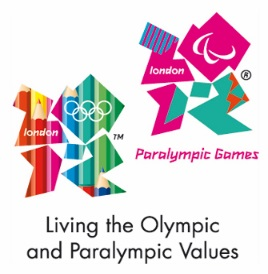 london
®
london
™
Paralympic Games
Living the Olympic
and Paralympic Values